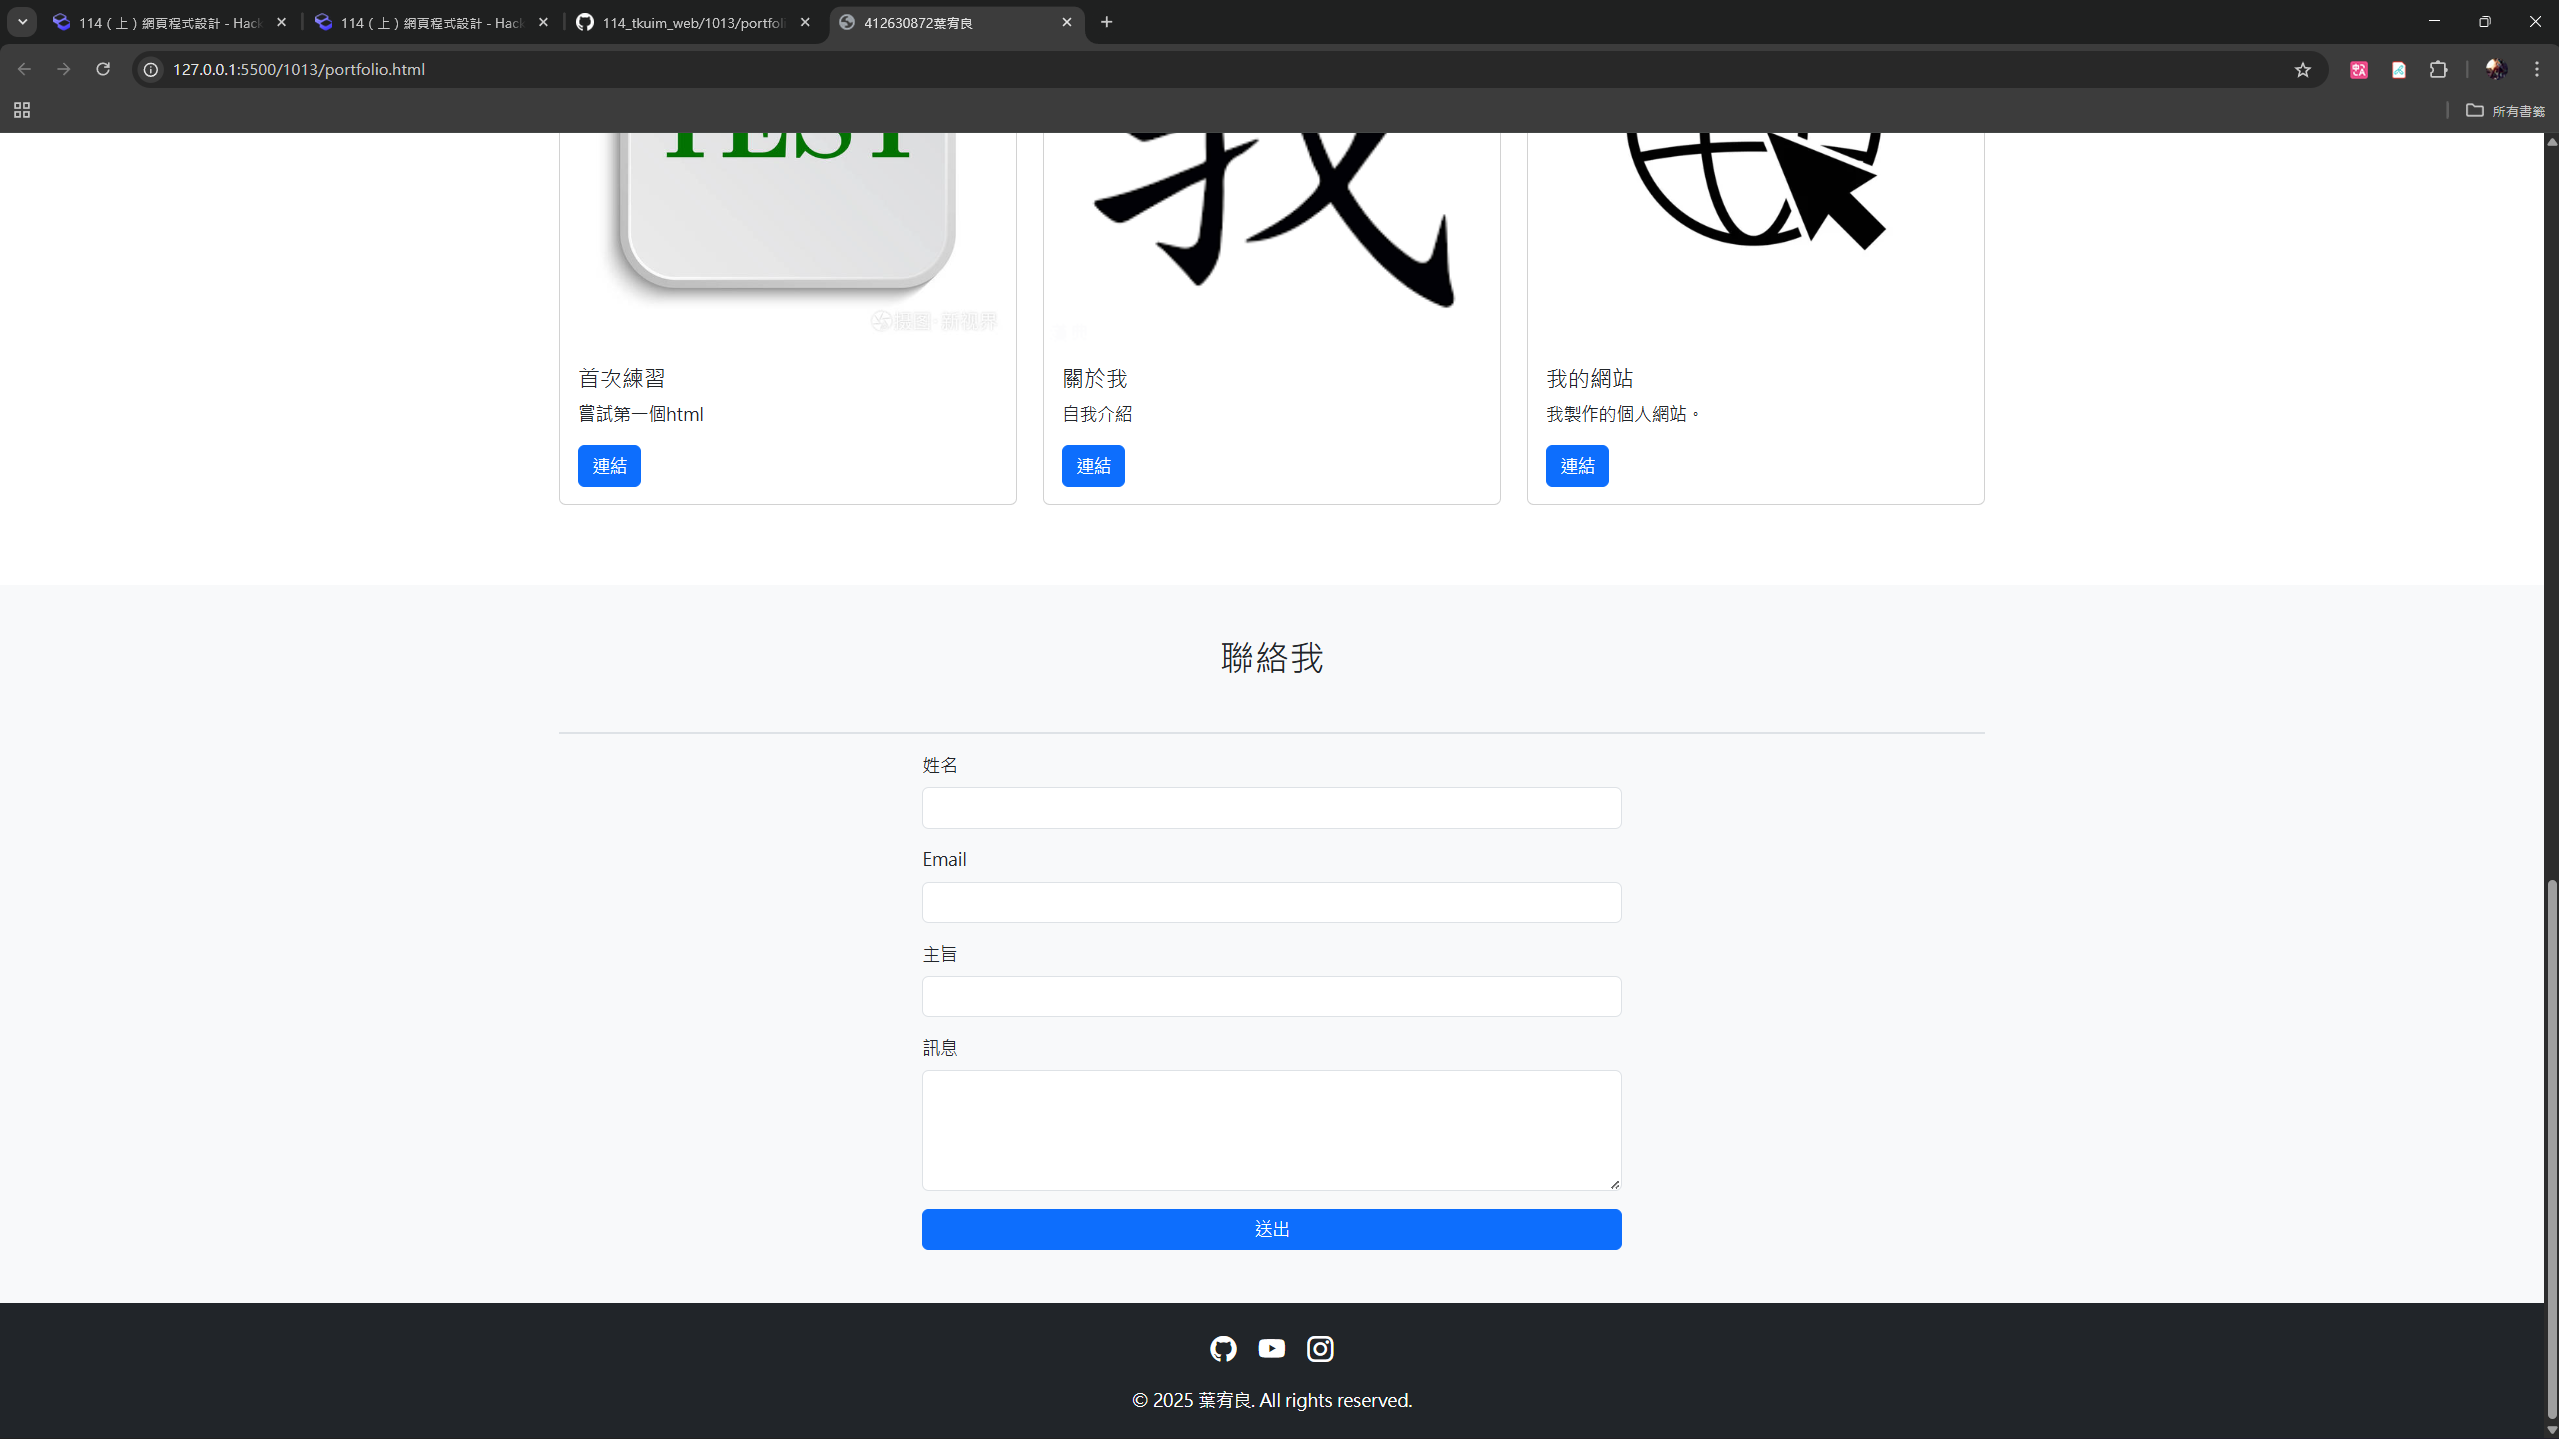 114（上）網頁程式設計 - Hack
114（上）網頁程式設計 - Hack
114_tkuim_web/1013/portfoli
412630872葉宥良
127.0.0.1:5500/1013/portfolio.html
所有書籤
TEST
我
摄图·新视界
首次練習
關於我
我的網站
嘗試第一個html
自我介紹
我製作的個人網站。
連結
連結
連結
聯絡我
姓名
Email
主旨
訊息
送出
© 2025 葉宥良. All rights reserved.